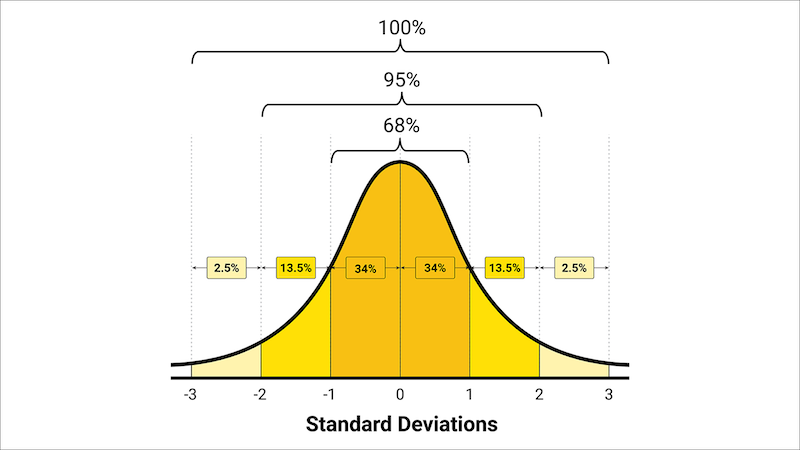 100%
95%
68%
2.5% 13.5% 34% 34% 13.5% 2.5%
-3 -2 -1 0 1 2 3
Standard Deviations